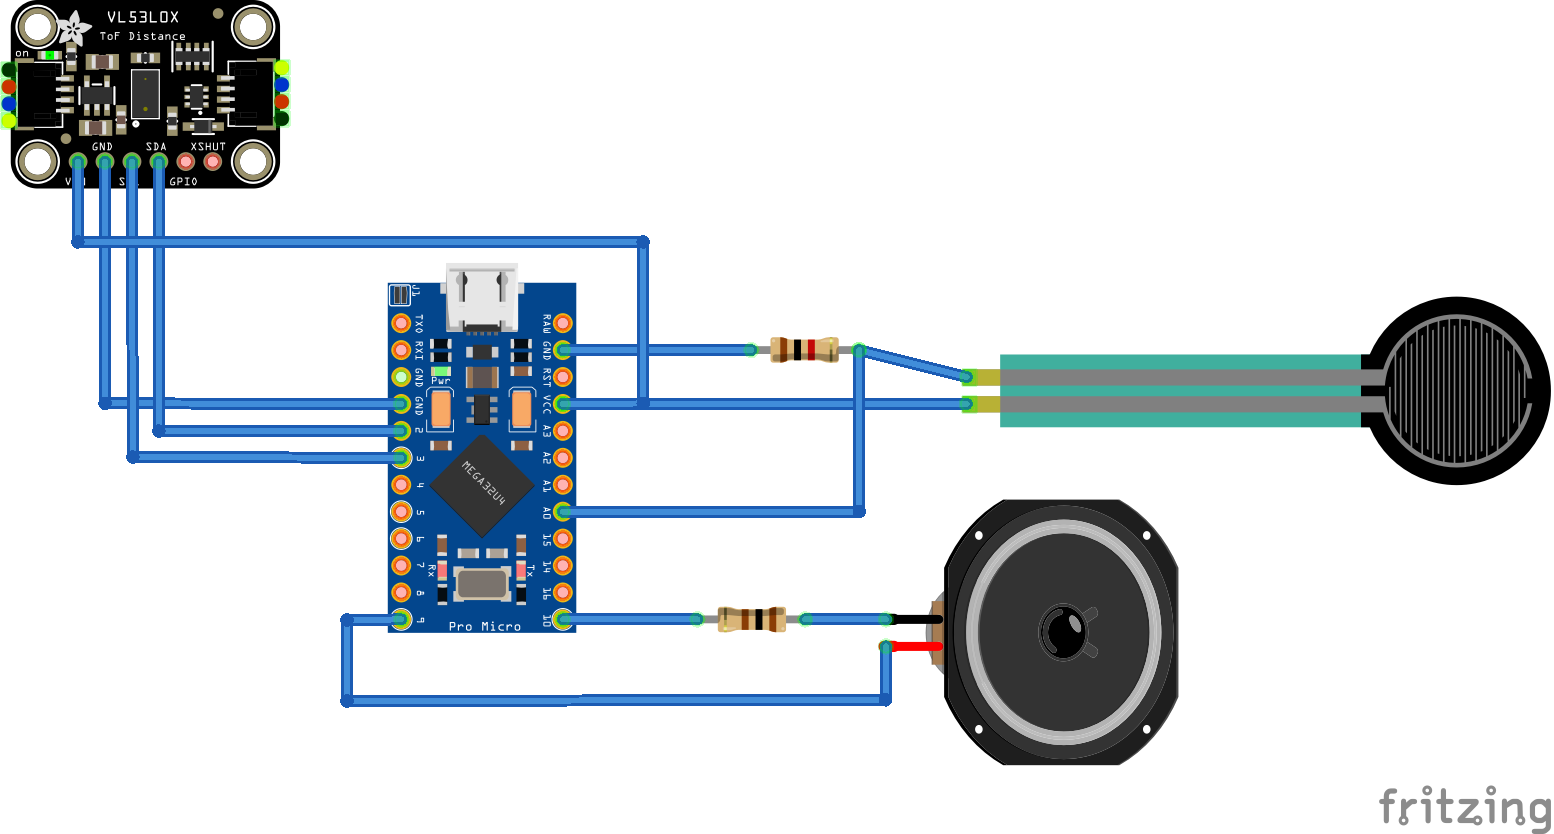 VL53L0X
ToF Distance
on
GND
SDA
XSHUT
GPIO
J1
TX0
RXI
GND
GND
2
3
4
5
6
7
8
9
RAW
GND
RST
VCC
A3
A2
A1
A0
15
14
16
10
Pwr
MEGA32U4
Rx
Tx
Pro Micro
fritzing